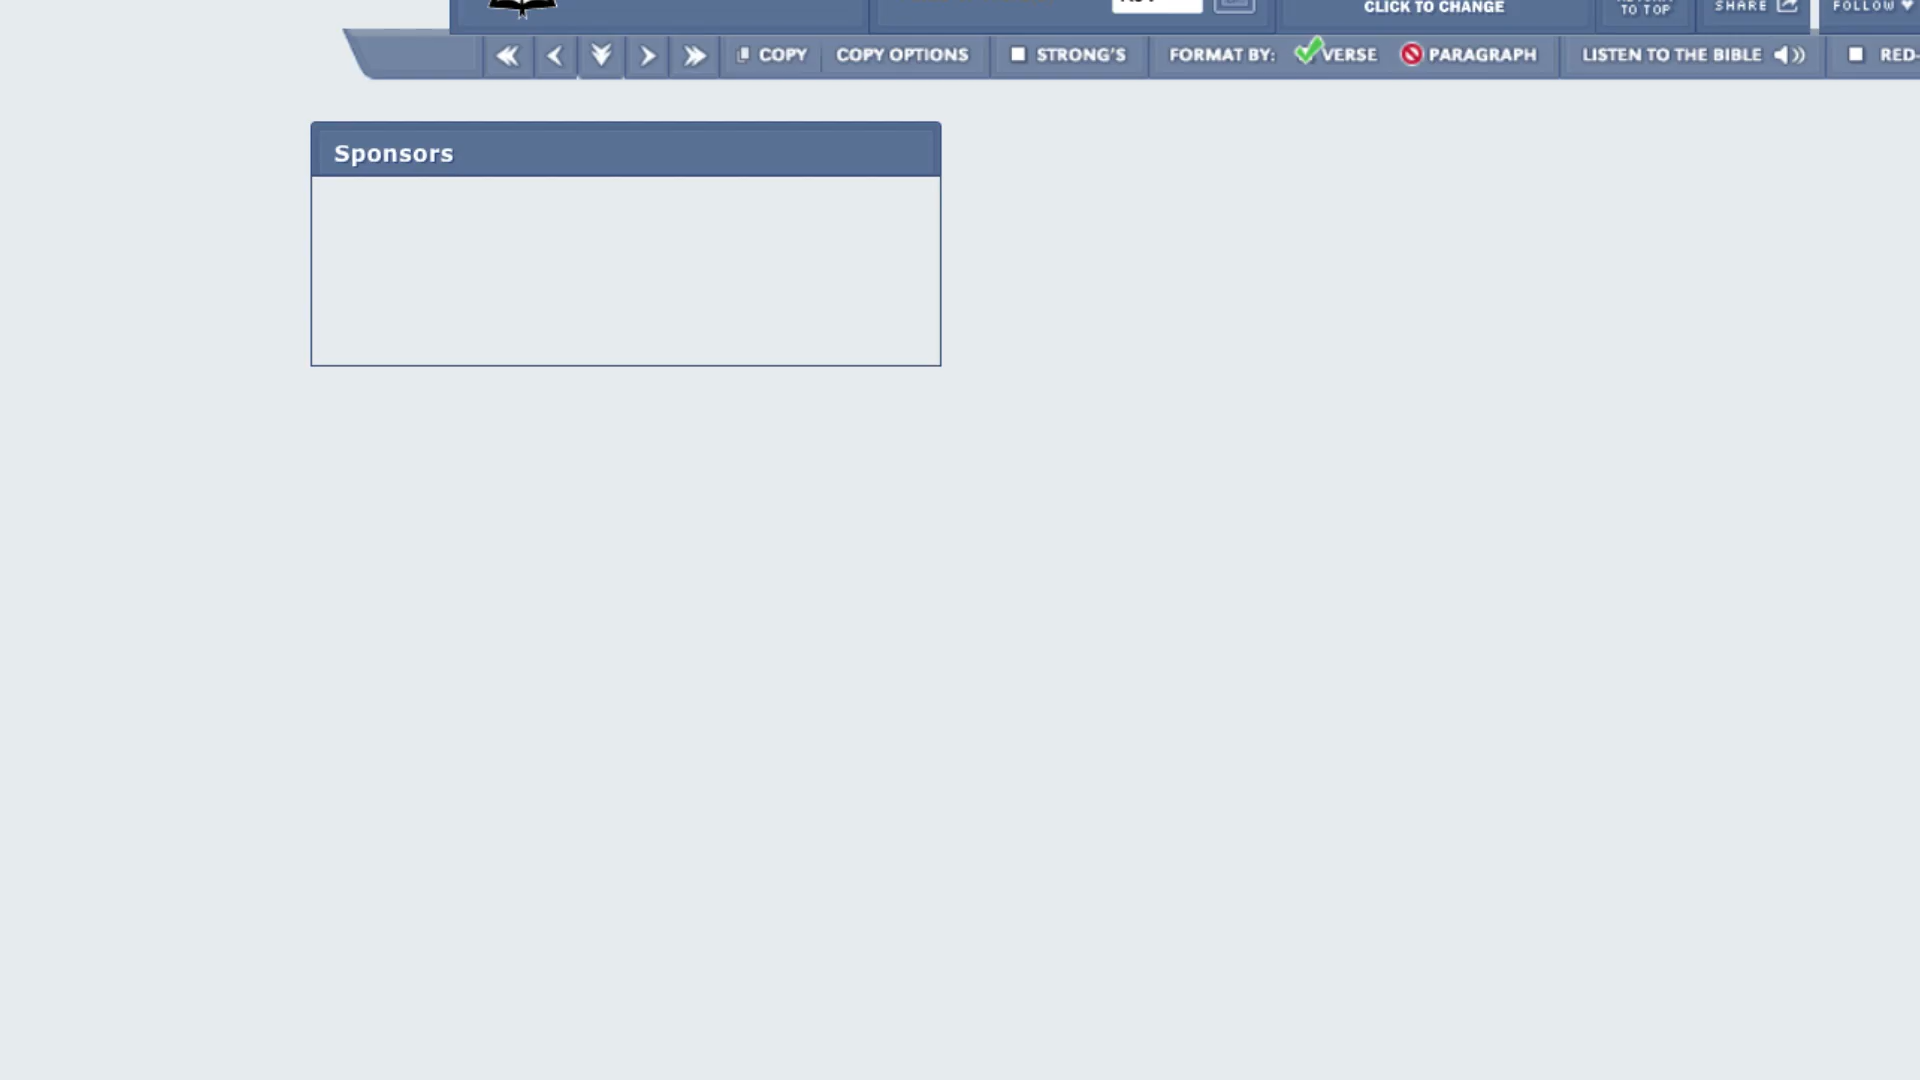 CLICK TO CHANGE
TO TOP
SHARE
FOLLOW
COPY
COPY OPTIONS
STRONG'S
FORMAT BY:
VERSE
PARAGRAPH
LISTEN TO THE BIBLE
RED-
Sponsors